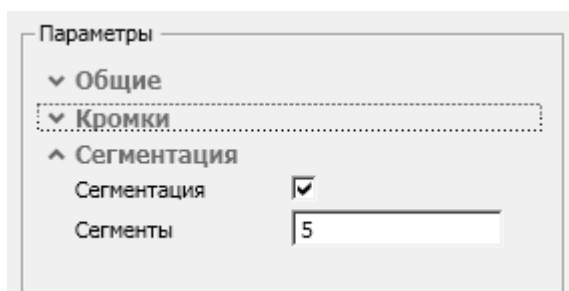 Параметры
Общие
Кромки
Сегментация
Сегментация
Сегменты 5